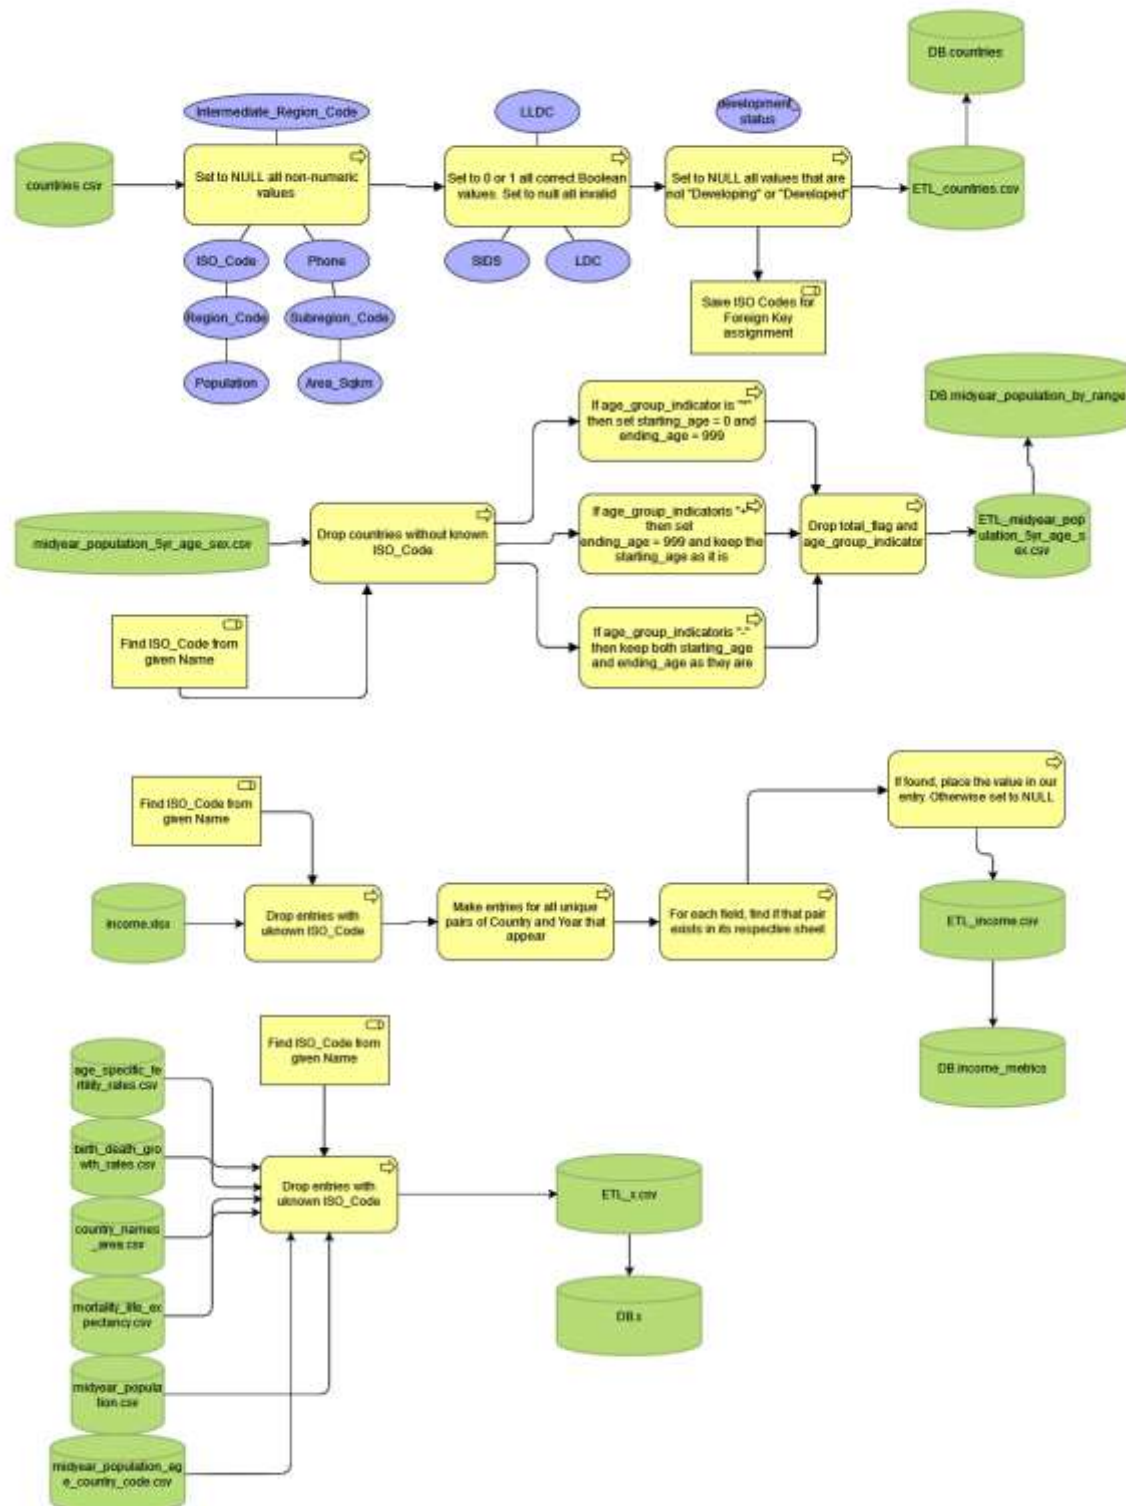 DB.countries
Intermediate_Region_Code
LLDC
development_
status
countries.csv
Set to NULL all non-numeric
values
Set to 0 or 1 all correct Boolean
values. Set to null all invalid
Set to NULL all values that are
not "Developing" or "Developed"
ETL_countries.csv
ISO_Code
Phone
SIDS
LDC
Region_Code
Subregion_Code
Save ISO Codes for
Foreign Key
assignment
Population
Area_Sqkm
If age_group_indicator is "*"
then set starting_age = 0 and
ending_age = 999
DB.midyear_population_by_range
midyear_population_5yr_age_sex.csv
Drop countries without known
ISO_Code
If age_group_indicatoris "+"
then set
ending_age = 999 and keep the
starting_age as it is
Drop total_flag and
age_group_indicator
ETL_midyear_pop
ulation_5yr_age_s
ex.csv
Find ISO_Code from
given Name
If age_group_indicatoris "-"
then keep both starting_age
and ending_age as they are
Find ISO_Code from
given Name
If found, place the value in our
entry. Otherwise set to NULL
income.xlsx
Drop entries with
uknown ISO_Code
Make entries for all unique
pairs of Country and Year that
appear
For each field, find if that pair
exists in its respective sheet
ETL_income.csv
DB.income_metrics
Find ISO_Code from
given Name
age_specific_fe
rtility_rates.csv
birth_death_gro
wth_rates.csv
Drop entries with
uknown ISO_Code
ETL_x.csv
country_names
_area.csv
mortality_life_ex
pectancy.csv
DB.x
midyear_popula
tion.csv
midyear_population_ag
e_country_code.csv